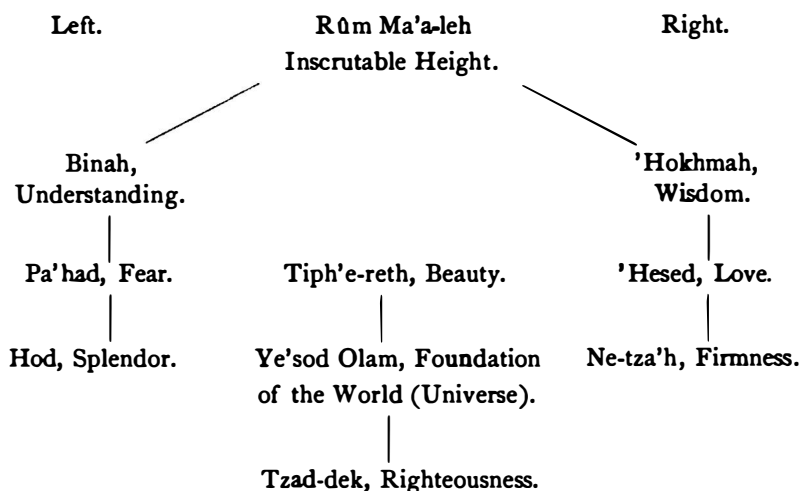 Left. Rûm Ma'a-leh Right.
Inscrutable Height.
Binah, 'Hokhmah,
Understanding. Wisdom.
Pa'had, Fear. Tiph'e-reth, Beauty. 'Hesed, Love.
Hod, Splendor. Ye'sod Olam, Foundation Ne-tza'h, Firmness.
of the World (Universe).
Tzad-dek, Righteousness.